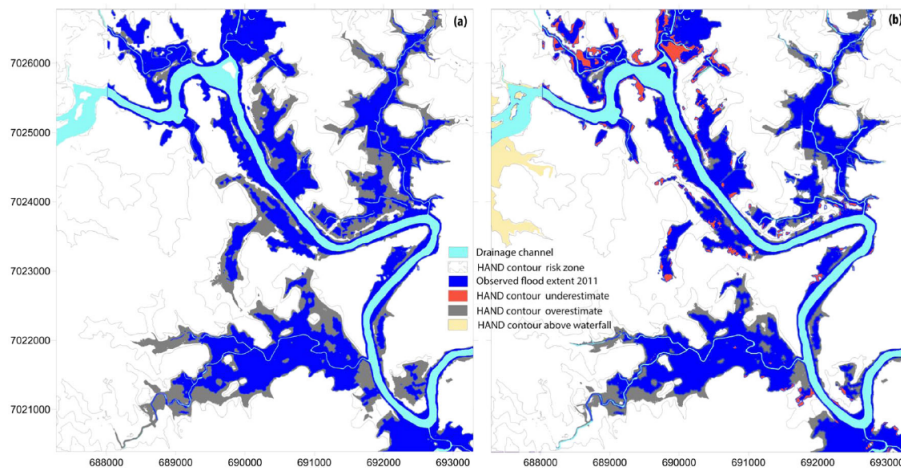 (a)
(b)
7026000
7025000
7024000
7023000
7022000
7021000
Drainage channel
HAND contour risk zone
Observed flood extent 2011
HAND contour underestimate
HAND contour overestimate
HAND contour above waterfall
688000 689000 690000 691000 692000 693000
688000 689000 690000 691000 692000 693000